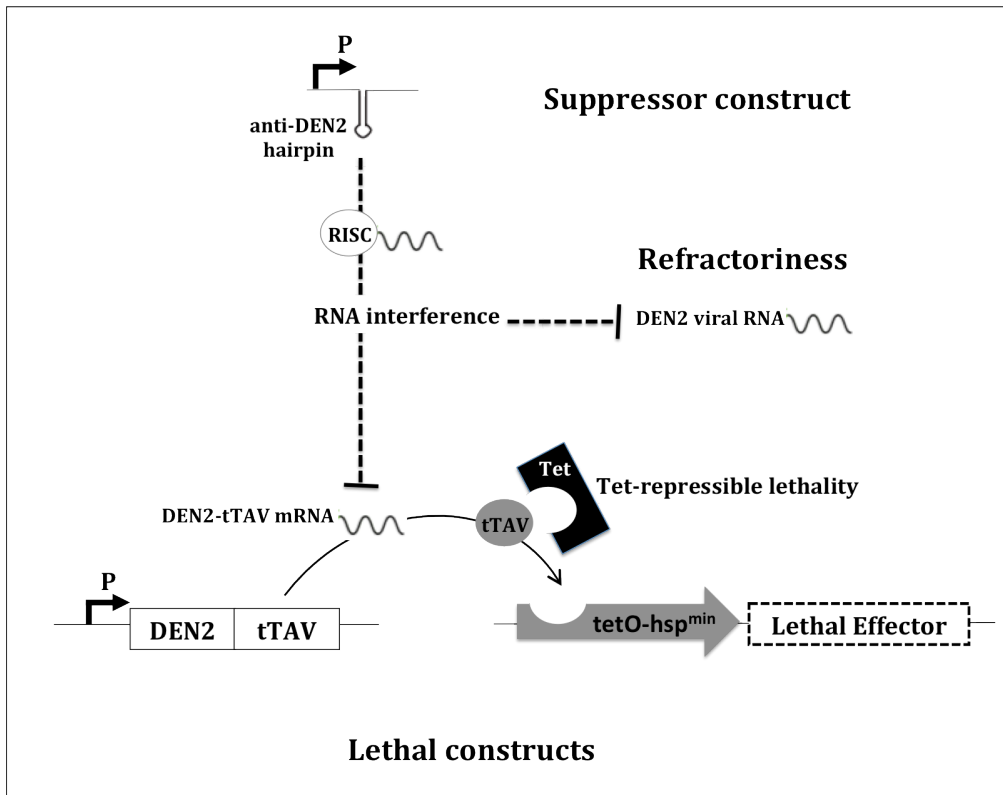 P
Suppressor construct
anti-DEN2
hairpin
RISC
Refractoriness
RNA interference
DEN2 viral RNA
Tet
Tet-repressible lethality
DEN2-tTAV mRNA
tTAV
P
DEN2 tTAV
tetO-hspmin
Lethal Effector
Lethal constructs